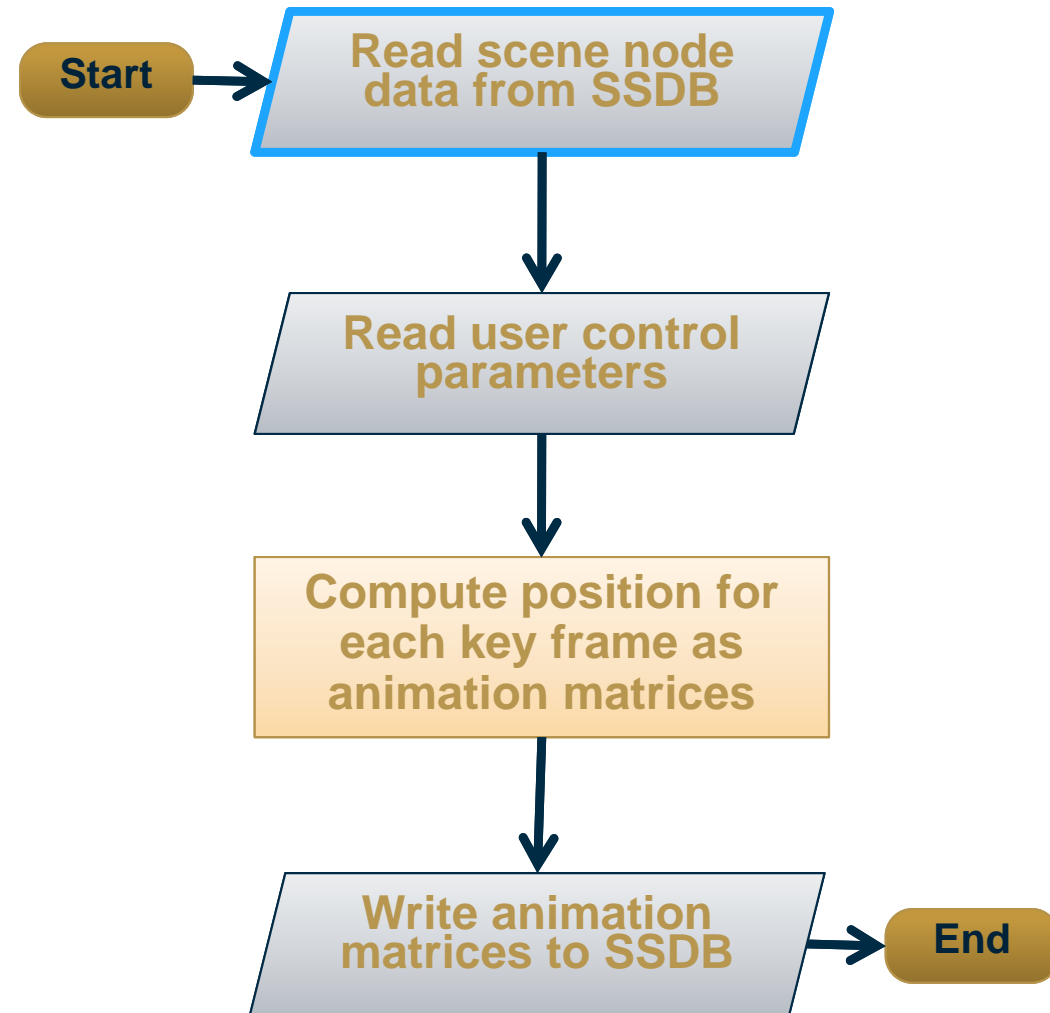 Start
Read scene node
data from SSDB
Read user control
parameters
Compute position for
each key frame as
animation matrices
Write animation
matrices to SSDB
End